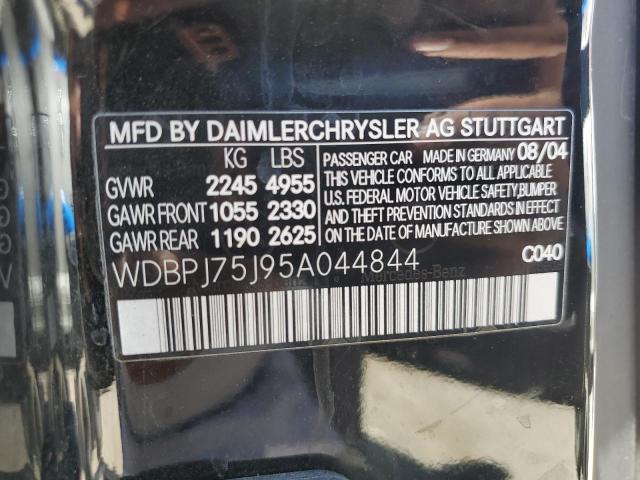 MFD BY DAIMLERCHRYSLER AG STUTTGART
KG LBS
GVWR 2245 4955
GAWR FRONT 1055 2330
GAWR REAR 1190 2625
PASSENGER CAR MADE IN GERMANY 08/04
THIS VEHICLE CONFORMS TO ALL APPLICABLE
U.S. FEDERAL MOTOR VEHICLE SAFETY,BUMPER
AND THEFT PREVENTION STANDARDS IN EFFECT
ON THE DATE OF MANUFACTURE SHOWN ABOVE
WDBPJ75J95A044844
C040
Mercedes-Benz